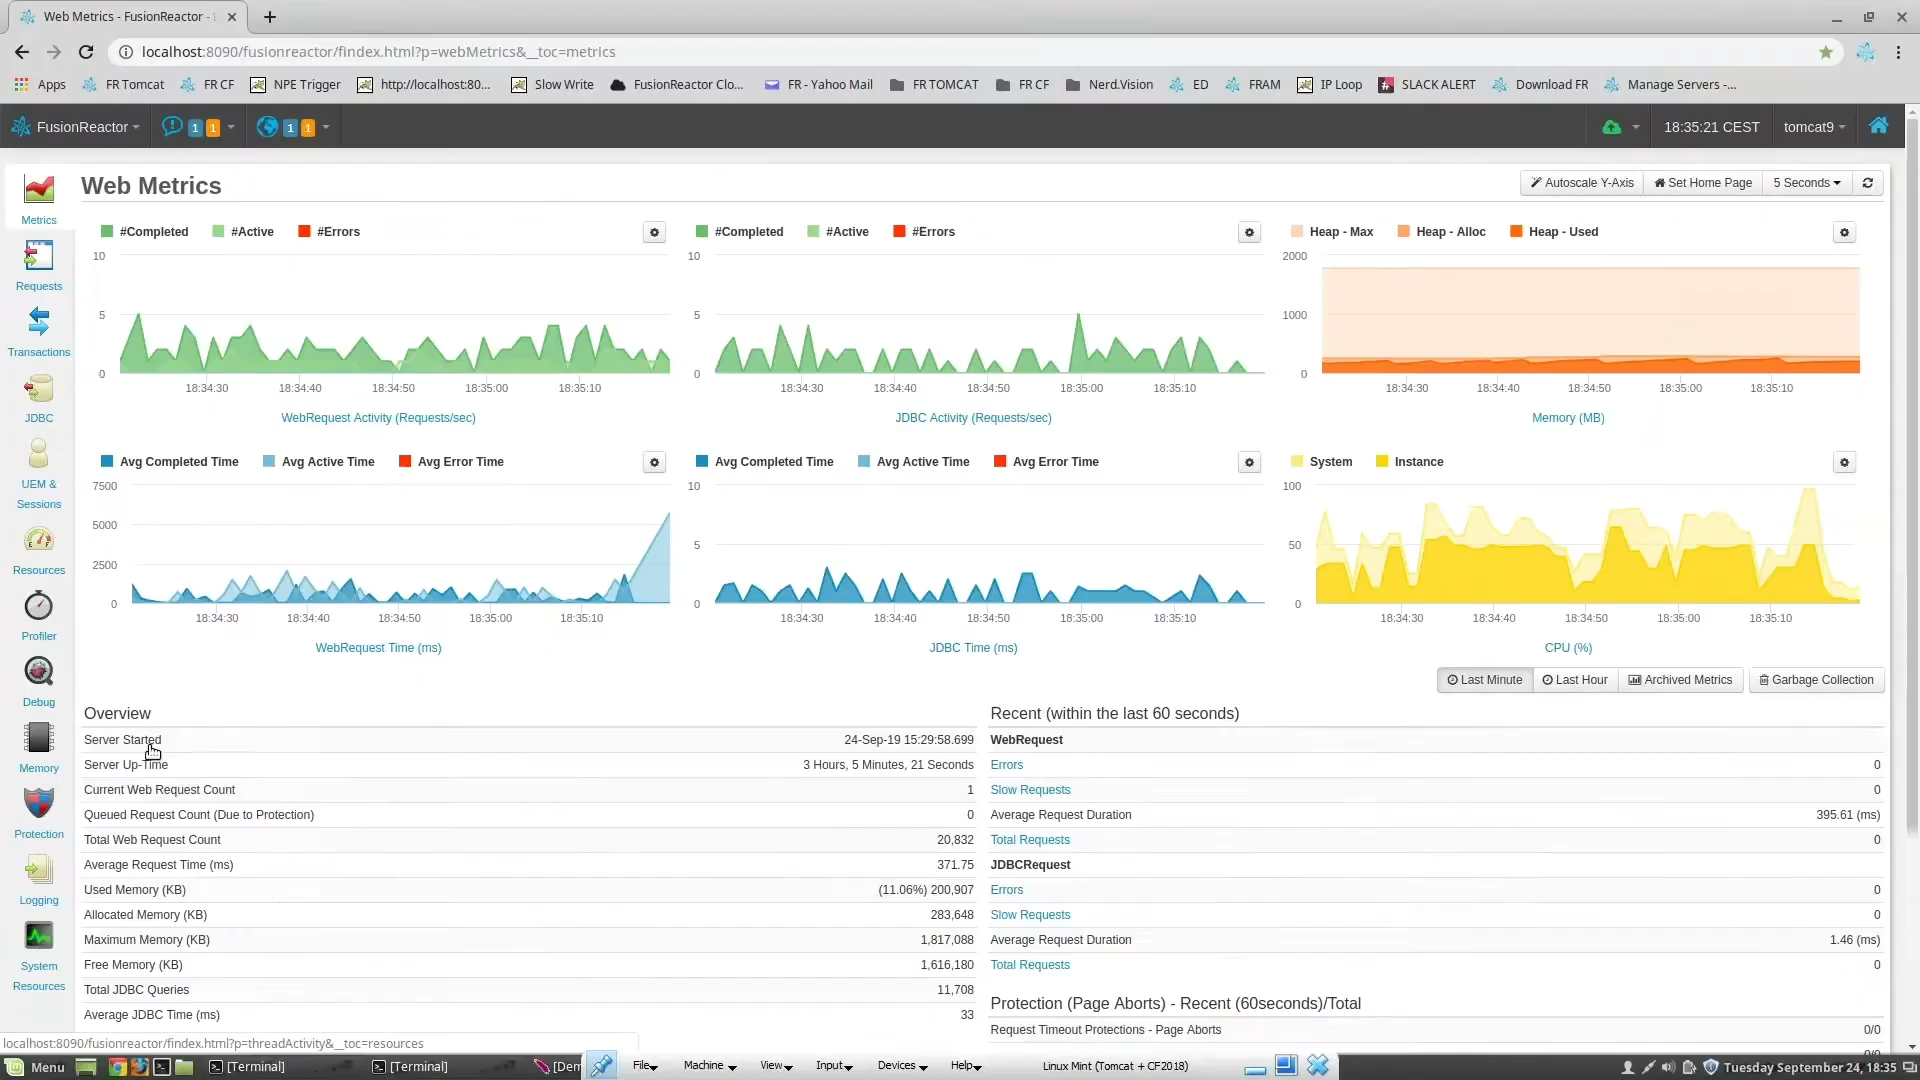 Web Metrics - FusionReactor -
localhost:8090/fusionreactor/findex.html?p=webMetrics&__toc=metrics
Apps FR Tomcat FR CF NPE Trigger http://localhost:80... Slow Write FusionReactor Clo... FR - Yahoo Mail FR TOMCAT FR CF Nerd.Vision ED FRAM IP Loop SLACK ALERT Download FR Manage Servers -...
FusionReactor 1 1 1 1 18:35:21 CEST tomcat9
Metrics
Requests
Transactions
JDBC
UEM &
Sessions
Resources
Profiler
Debug
Memory
Protection
Logging
System
Resources
Web Metrics
Autoscale Y-Axis Set Home Page 5 Seconds
#Completed #Active #Errors
10
5
0
18:34:30 18:34:40 18:34:50 18:35:00 18:35:10
WebRequest Activity (Requests/sec)
#Completed #Active #Errors
10
5
0
18:34:30 18:34:40 18:34:50 18:35:00 18:35:10
JDBC Activity (Requests/sec)
Heap - Max Heap - Alloc Heap - Used
2000
1000
0
18:34:30 18:34:40 18:34:50 18:35:00 18:35:10
Memory (MB)
Avg Completed Time Avg Active Time Avg Error Time
7500
5000
2500
0
18:34:30 18:34:40 18:34:50 18:35:00 18:35:10
WebRequest Time (ms)
Avg Completed Time Avg Active Time Avg Error Time
10
5
0
18:34:30 18:34:40 18:34:50 18:35:00 18:35:10
JDBC Time (ms)
System Instance
100
50
0
18:34:30 18:34:40 18:34:50 18:35:00 18:35:10
CPU (%)
Last Minute Last Hour Archived Metrics Garbage Collection
Overview
Server Started 24-Sep-19 15:29:58.699
Server Up-Time 3 Hours, 5 Minutes, 21 Seconds
Current Web Request Count 1
Queued Request Count (Due to Protection) 0
Total Web Request Count 20,832
Average Request Time (ms) 371.75
Used Memory (KB) (11.06%) 200,907
Allocated Memory (KB) 283,648
Maximum Memory (KB) 1,817,088
Free Memory (KB) 1,616,180
Total JDBC Queries 11,708
Average JDBC Time (ms) 33
Recent (within the last 60 seconds)
WebRequest
Errors 0
Slow Requests 0
Average Request Duration 395.61 (ms)
Total Requests 0
JDBCRequest
Errors 0
Slow Requests 0
Average Request Duration 1.46 (ms)
Total Requests 0
Protection (Page Aborts) - Recent (60seconds)/Total
Request Timeout Protections - Page Aborts 0/0
localhost:8090/fusionreactor/findex.html?p=threadActivity&__toc=resources
Menu [Terminal] [Terminal] [Dem File Machine View Input Devices Help Linux Mint (Tomcat + CF2018) Tuesday September 24, 18:35